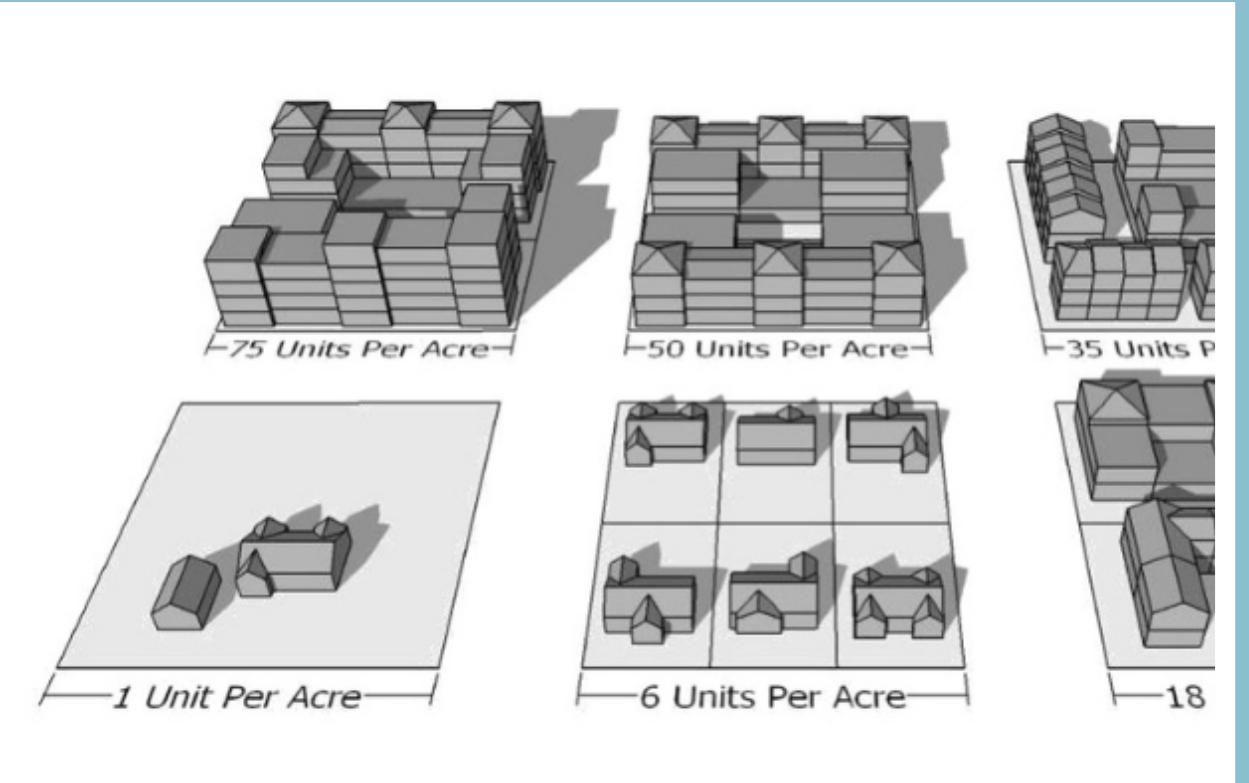 75 Units Per Acre
50 Units Per Acre
35 Units P
1 Unit Per Acre
6 Units Per Acre
18